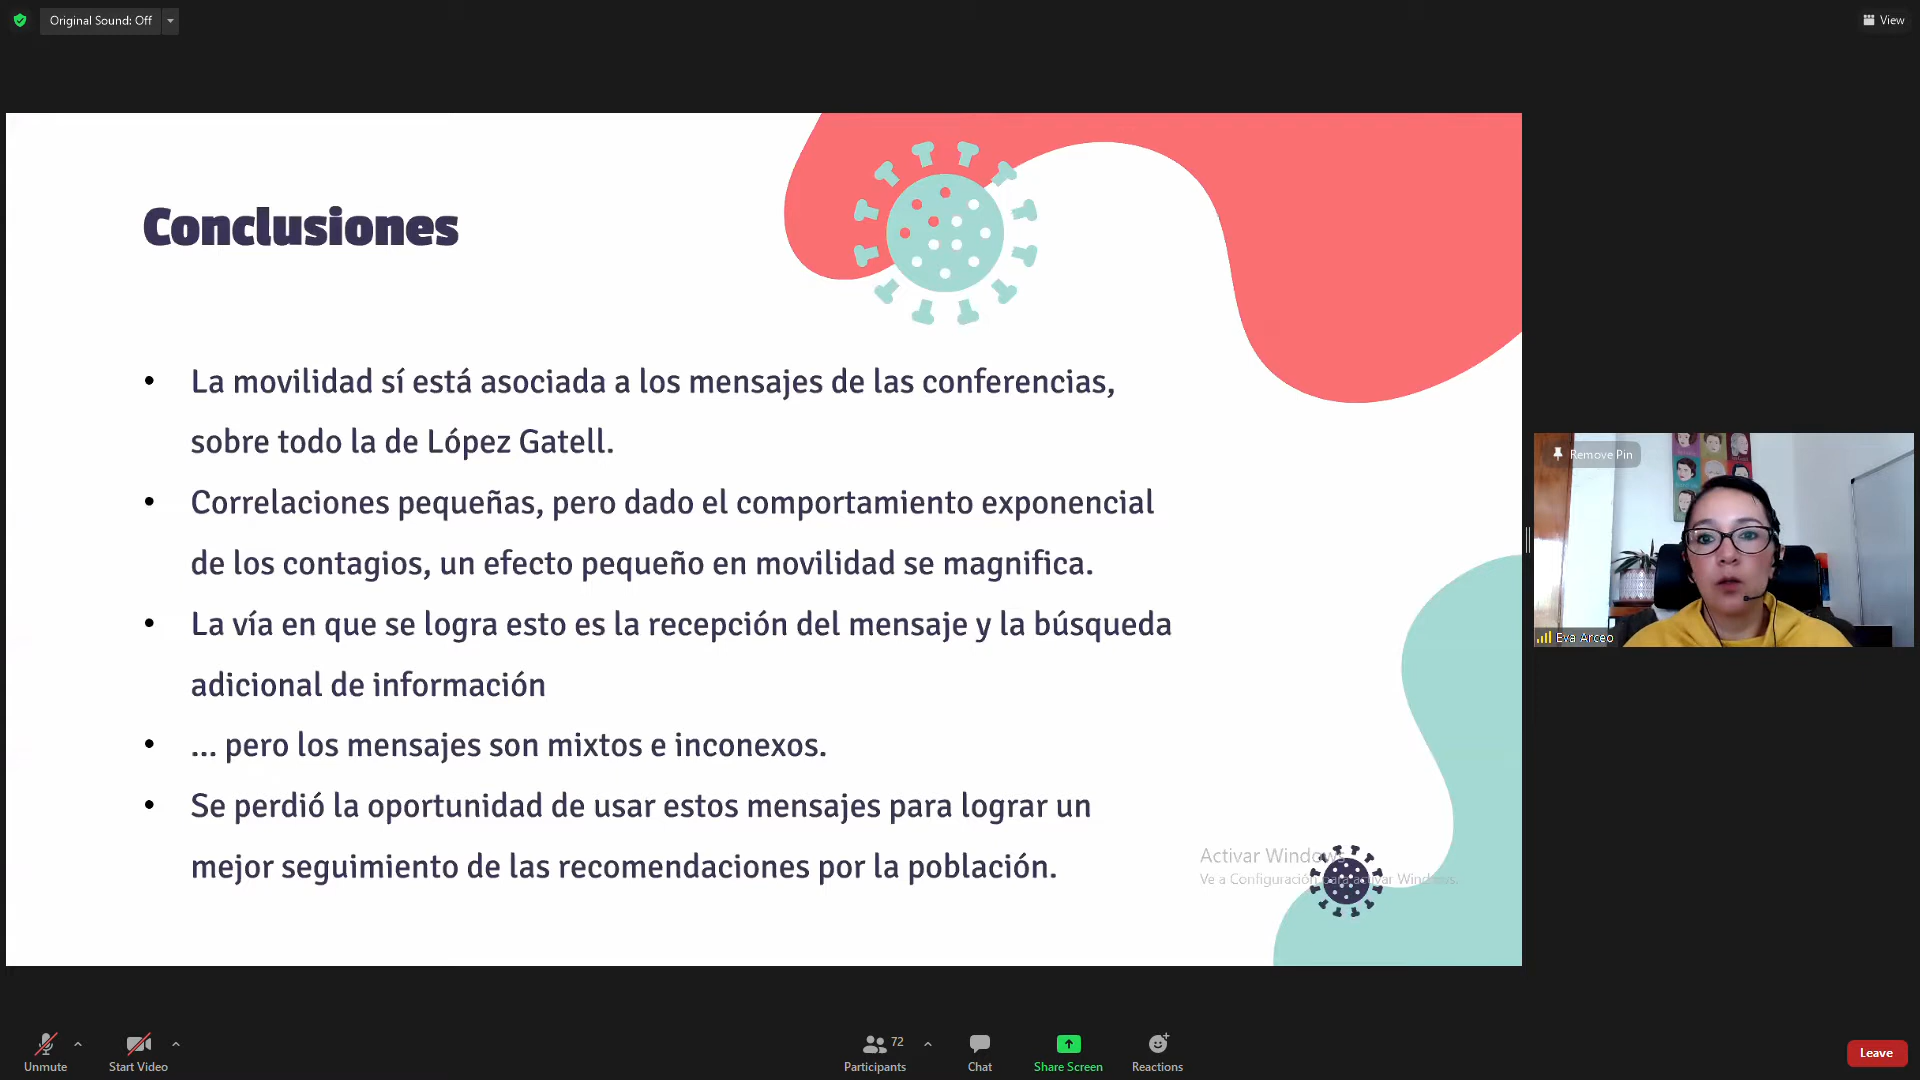 Original Sound: Off
View
Conclusiones
• La movilidad sí está asociada a los mensajes de las conferencias,
sobre todo la de López Gatell.
• Correlaciones pequeñas, pero dado el comportamiento exponencial
de los contagios, un efecto pequeño en movilidad se magnifica.
• La vía en que se logra esto es la recepción del mensaje y la búsqueda
adicional de información
• ... pero los mensajes son mixtos e inconexos.
• Se perdió la oportunidad de usar estos mensajes para lograr un
mejor seguimiento de las recomendaciones por la población.
Activar Windows
Ve a Configuración para activar Windows.
Remove Pin
Eva Arceo
Unmute
Start Video
72
Participants
Chat
Share Screen
Reactions
Leave